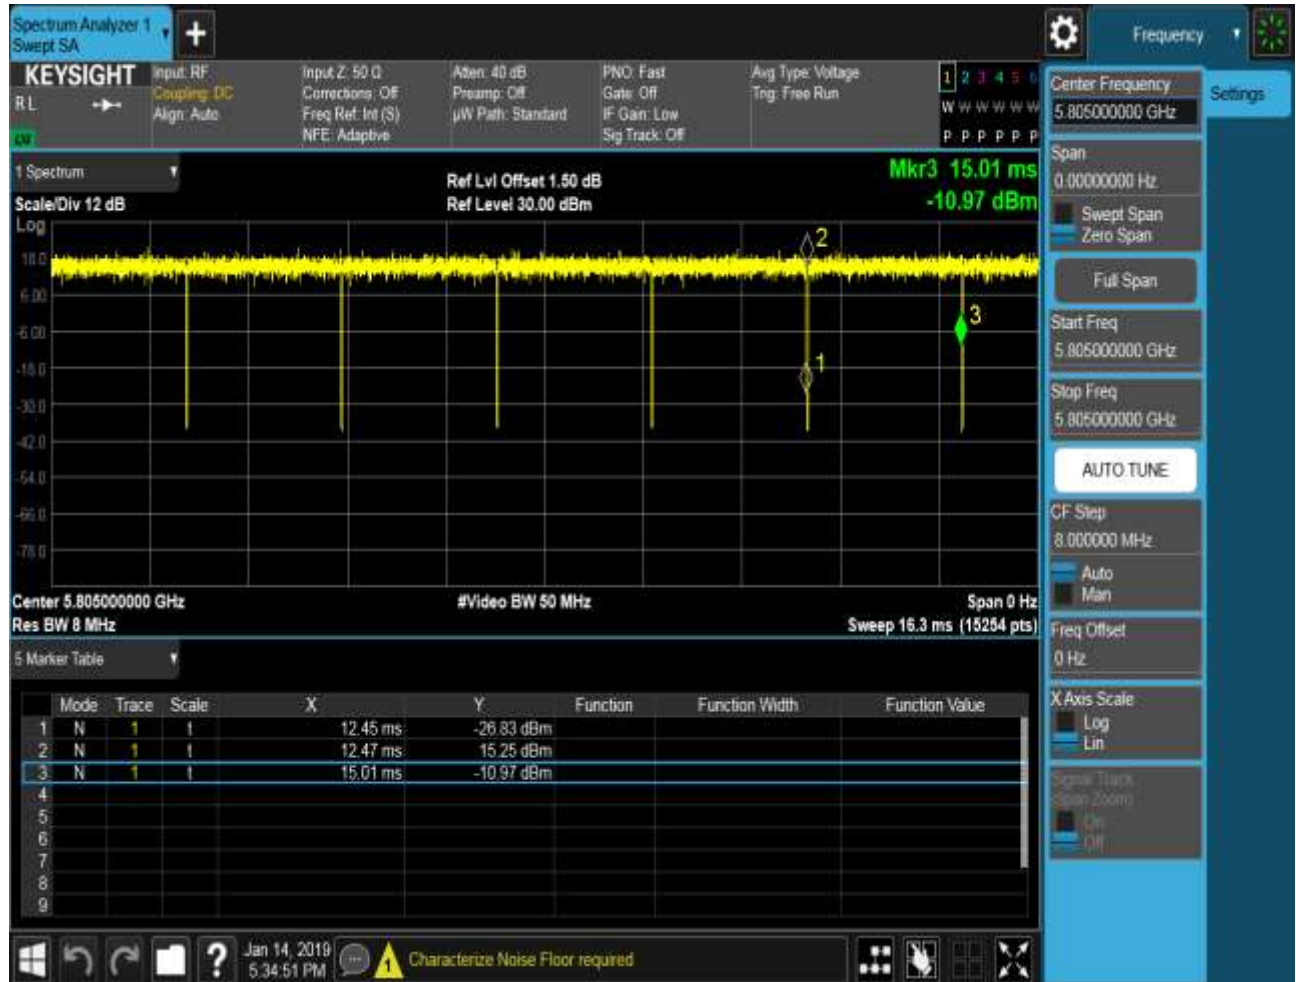 Spectrum Analyzer 1
Swept SA
Frequency
KEYSIGHT
R L
Input: RF
Coupling: DC
Align: Auto
Input Z: 50 Ω
Corrections: Off
Freq Ref: Int (S)
NFE: Adaptive
Atten: 40 dB
Preamp: Off
µW Path: Standard
PNO: Fast
Gate: Off
IF Gain: Low
Sig Track: Off
Avg Type: Voltage
Trig: Free Run
1 2 3 4 5 6
W W W W W W
P P P P P P
1 Spectrum
Scale/Div 12 dB
Log
Ref Lvl Offset 1.50 dB
Ref Level 30.00 dBm
Mkr3 15.01 ms
-10.97 dBm
18.0
6.00
-6.00
-18.0
-30.0
-42.0
-54.0
-66.0
-78.0
2
1
3
Center 5.805000000 GHz
#Video BW 50 MHz
Span 0 Hz
Res BW 8 MHz
Sweep 16.3 ms (15254 pts)
5 Marker Table
Mode Trace Scale X Y Function Function Width Function Value
1 N 1 t 12.45 ms -26.83 dBm
2 N 1 t 12.47 ms 15.25 dBm
3 N 1 t 15.01 ms -10.97 dBm
4
5
6
7
8
9
Jan 14, 2019
5:34:51 PM
1
Characterize Noise Floor required
Center Frequency
5.805000000 GHz
Settings
Span
0.00000000 Hz
Swept Span
Zero Span
Full Span
Start Freq
5.805000000 GHz
Stop Freq
5.805000000 GHz
AUTO TUNE
CF Step
8.000000 MHz
Auto
Man
Freq Offset
0 Hz
X Axis Scale
Log
Lin
Signal Track
(Span Zoom)
On
Off